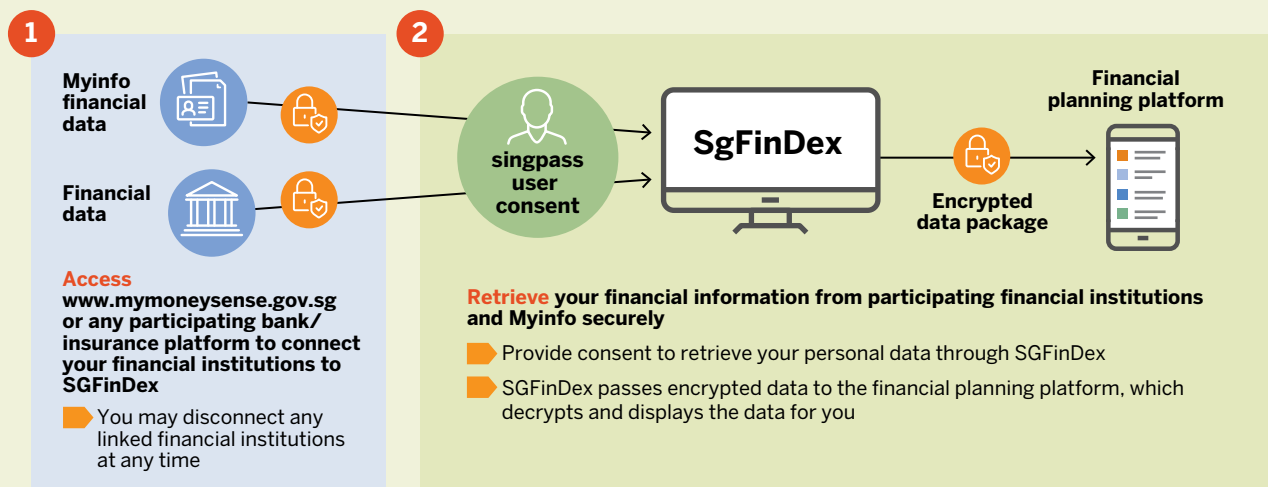 1
Myinfo
financial
data
Financial
data
Access
www.mymoneysense.gov.sg
or any participating bank/
insurance platform to connect
your financial institutions to
SGFinDex
You may disconnect any
linked financial institutions
at any time
2
singpass
user
consent
SgFinDex
Encrypted
data package
Financial
planning platform
Retrieve your financial information from participating financial institutions
and Myinfo securely
Provide consent to retrieve your personal data through SGFinDex
SGFinDex passes encrypted data to the financial planning platform, which
decrypts and displays the data for you